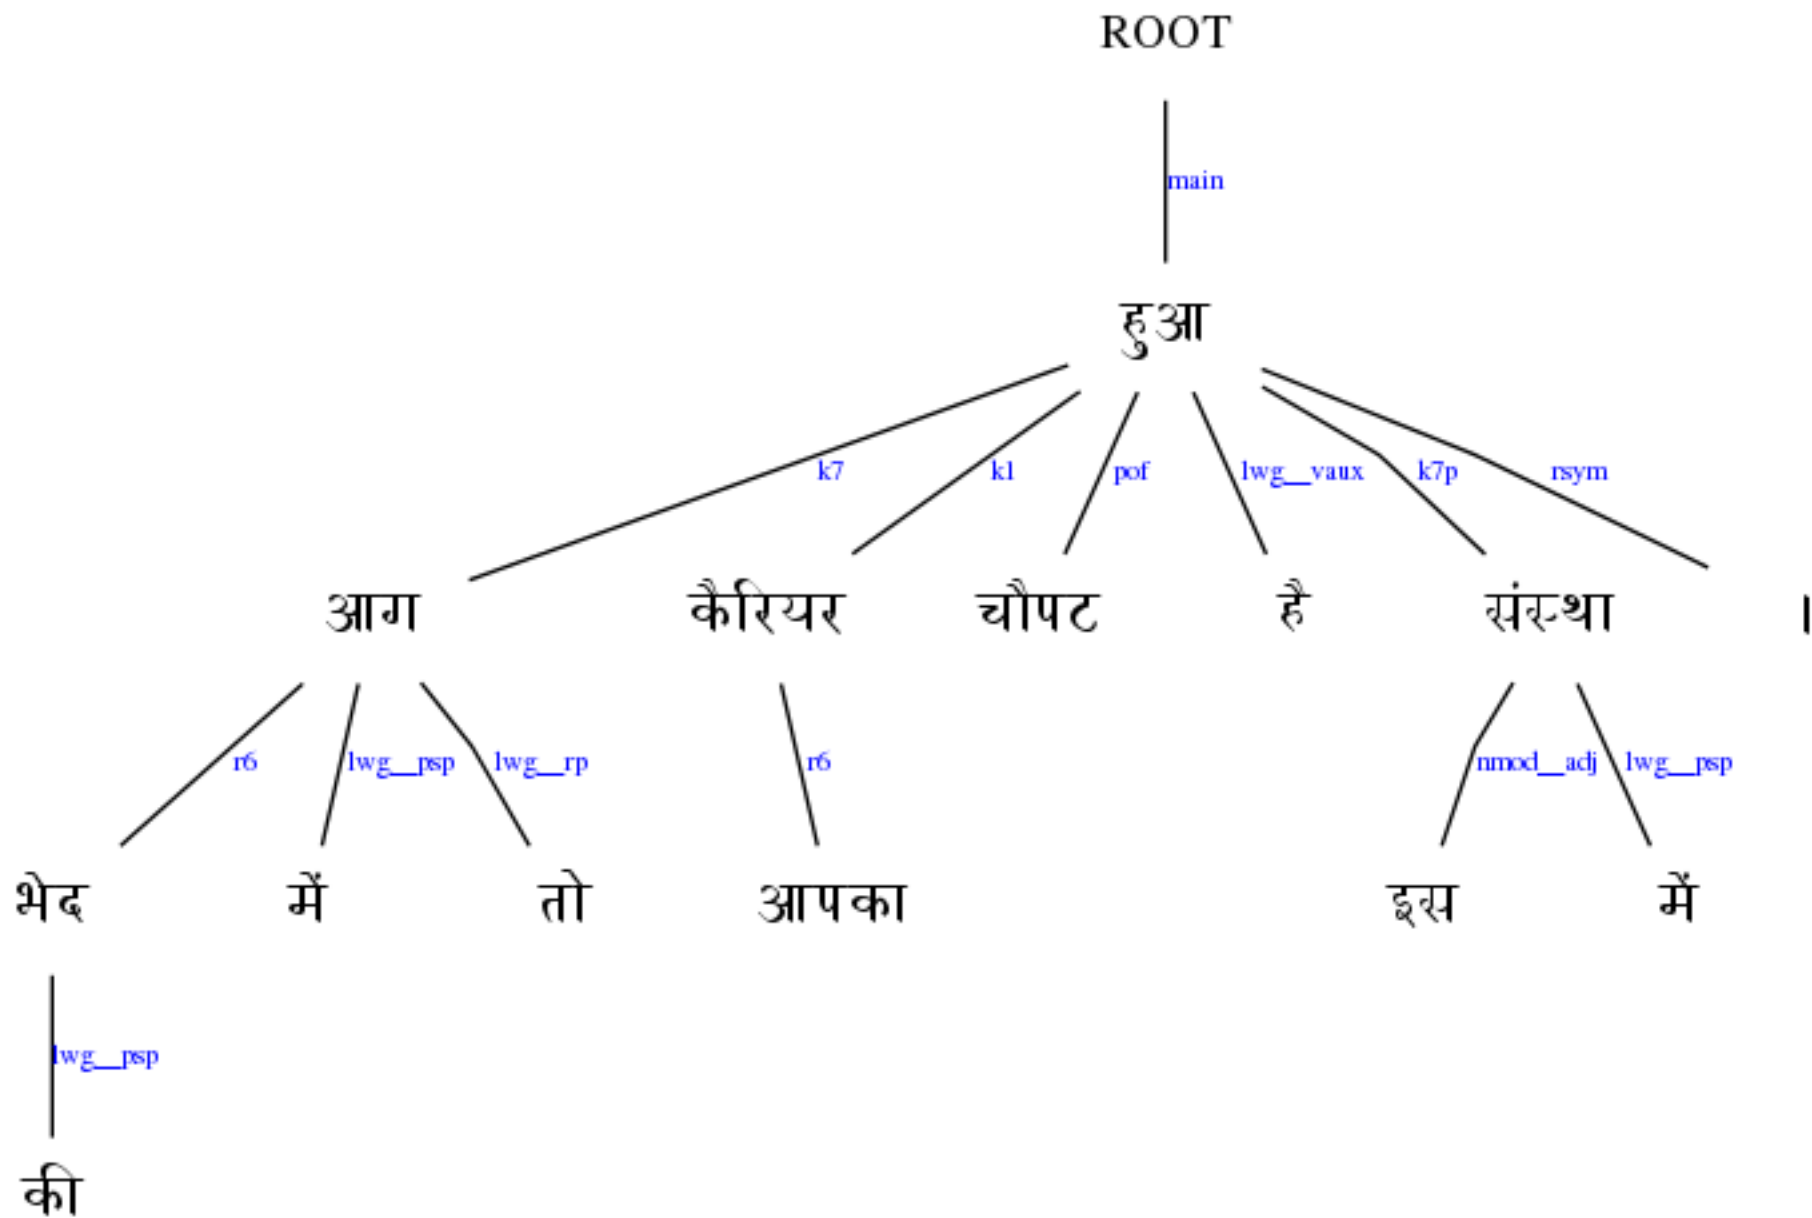 ROOT
main
हुआ
k7 k1 pof lwg__vaux k7p rsym
आग कैरियर चौपट है संस्था ।
r6 lwg__psp lwg__rp r6 nmod__adj lwg__psp
भेद में तो आपका इस में
lwg__psp
की